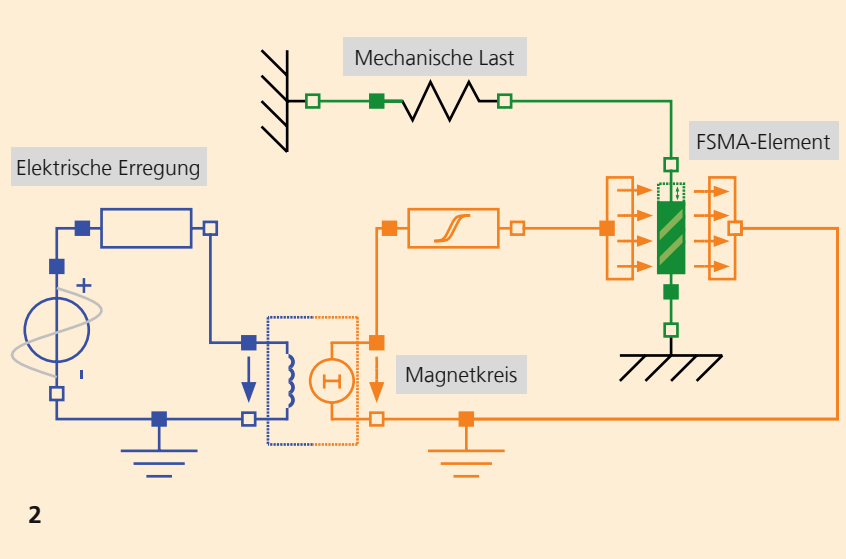 Mechanische Last
FSMA-Element
Elektrische Erregung
+
-
Magnetkreis
2